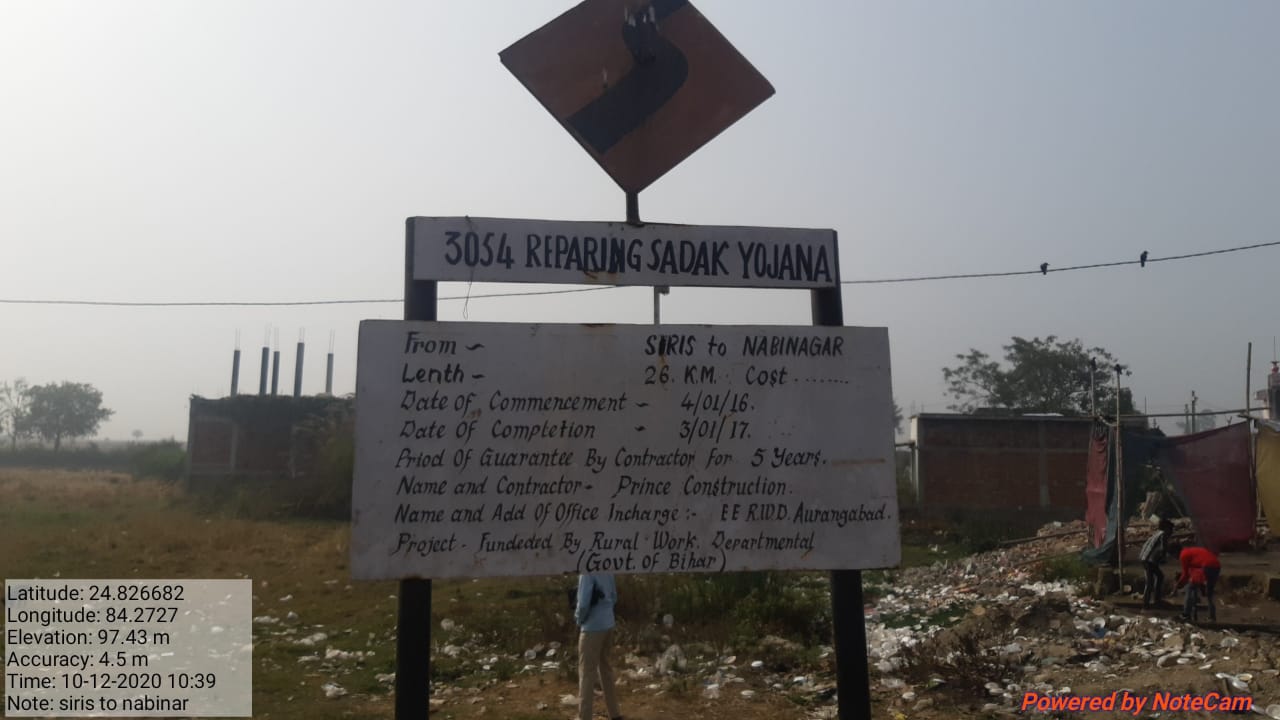 3054 REPARING SADAK YOJANA
From ~ SIRIS to NABINAGAR
Lenth - 26. K.M. Cost .......
Date Of Commencement ~ 4/01/16.
Date Of Completion ~ 3/01/17.
Priod Of Guarantee By Contractor for 5 Years.
Name and Contractor- Prince Construction.
Name and Add Of Office Incharge :- E E R.W.D. Aurangabad.
Project - Fundeded By Rural Work. Departmental
(Govt. of Bihar)
Latitude: 24.826682
Longitude: 84.2727
Elevation: 97.43 m
Accuracy: 4.5 m
Time: 10-12-2020 10:39
Note: siris to nabinar
Powered by NoteCam